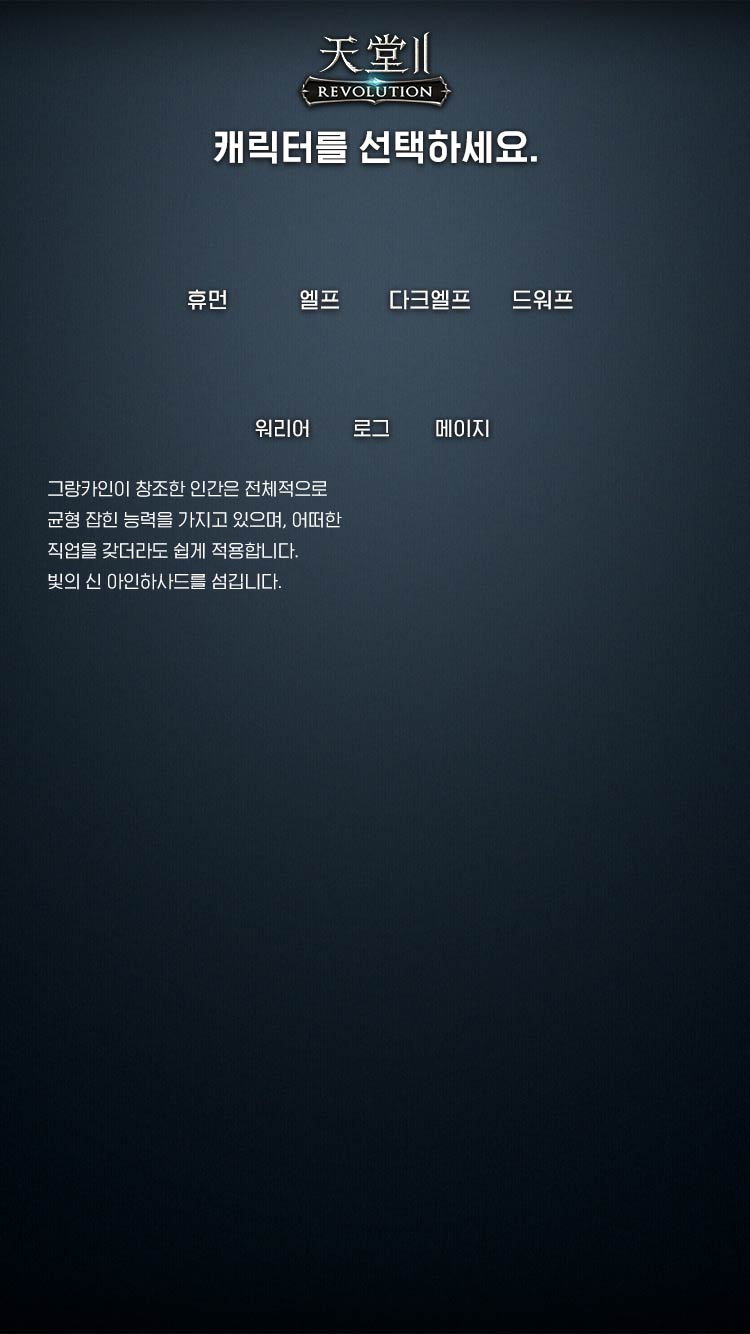 天堂II
REVOLUTION
캐릭터를 선택하세요.
휴먼 엘프 다크엘프 드워프
워리어 로그 메이지
그랑카인이 창조한 인간은 전체적으로
균형 잡힌 능력을 가지고 있으며, 어떠한
직업을 갖더라도 쉽게 적용합니다.
빛의 신 아인하사드를 섬깁니다.